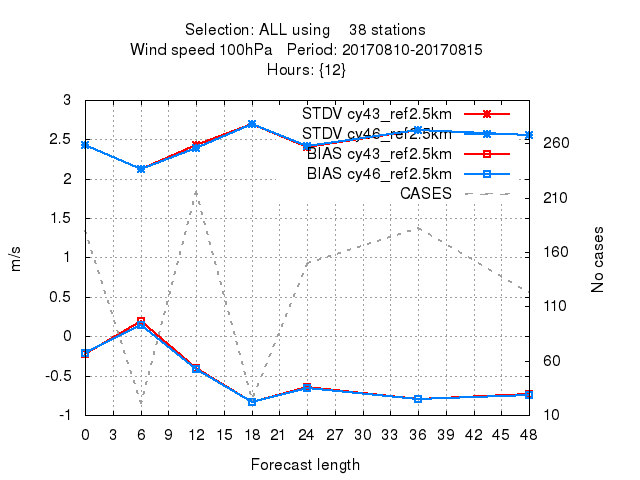 Selection: ALL using 38 stations
Wind speed 100hPa Period: 20170810-20170815
Hours: {12}
3
2.5
2
1.5
1
0.5
0
-0.5
-1
m/s
STDV cy43_ref2.5km
STDV cy46_ref2.5km
BIAS cy43_ref2.5km
BIAS cy46_ref2.5km
CASES
260
210
160
110
60
10
No cases
0 3 6 9 12 15 18 21 24 27 30 33 36 39 42 45 48
Forecast length